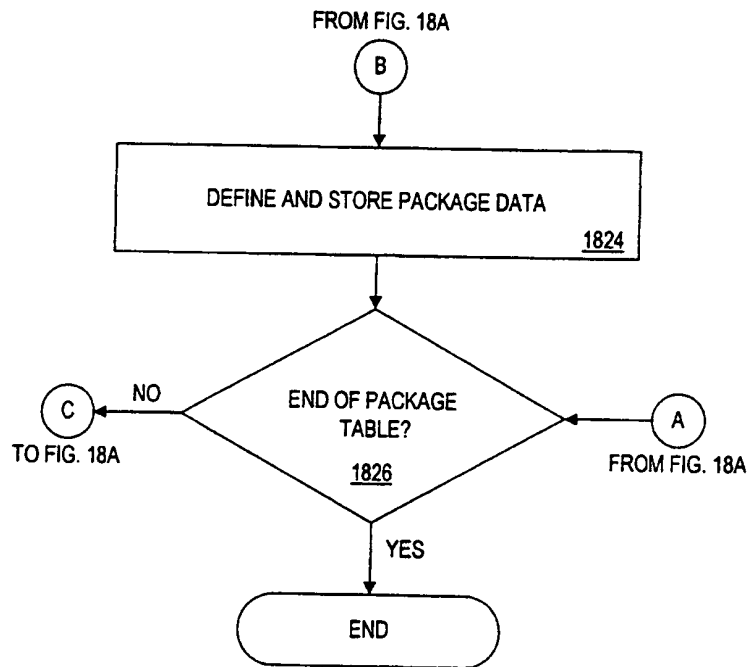 FROM FIG. 18A
B
DEFINE AND STORE PACKAGE DATA
1824
END OF PACKAGE
TABLE?
1826
NO
C
TO FIG. 18A
A
FROM FIG. 18A
YES
END